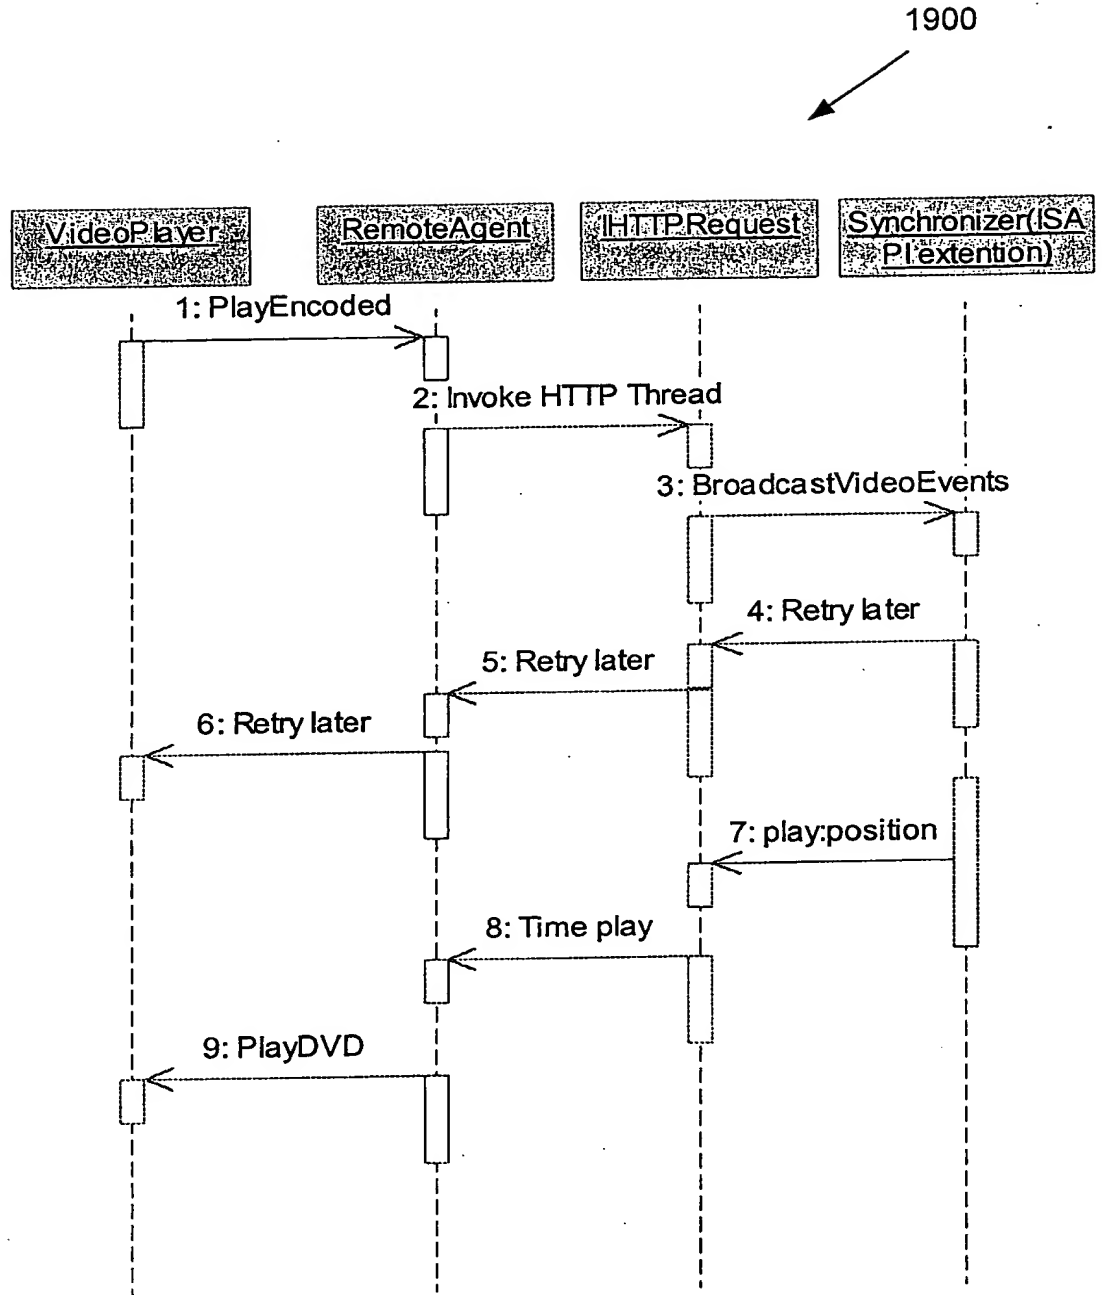 1900
VideoPlayer
RemoteAgent
IHTTPRequest
Synchronizer(ISA
PI extention)
1: PlayEncoded
2: Invoke HTTP Thread
3: BroadcastVideoEvents
4: Retry later
5: Retry later
6: Retry later
7: play:position
8: Time play
9: PlayDVD